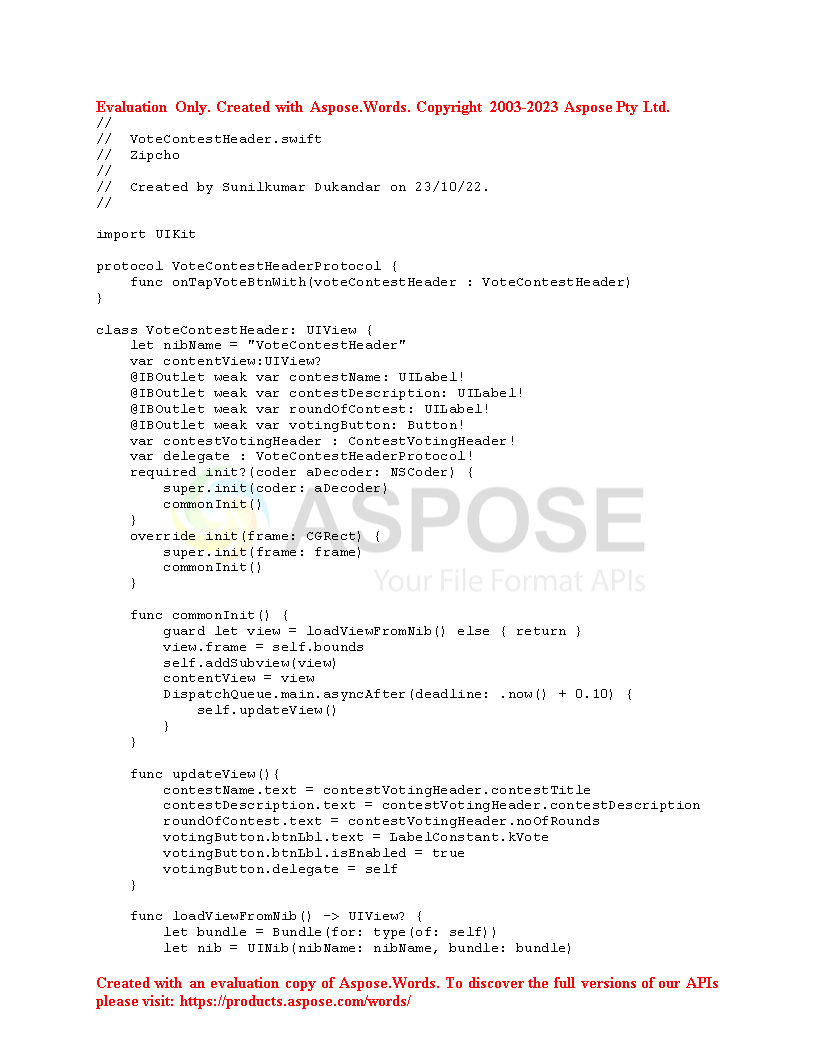 Evaluation Only. Created with Aspose.Words. Copyright 2003-2023 Aspose Pty Ltd.
//
//  VoteContestHeader.swift
//  Zipcho
//
//  Created by Sunilkumar Dukandar on 23/10/22.
//

import UIKit

protocol VoteContestHeaderProtocol {
    func onTapVoteBtnWith(voteContestHeader : VoteContestHeader)
}

class VoteContestHeader: UIView {
    let nibName = "VoteContestHeader"
    var contentView:UIView?
    @IBOutlet weak var contestName: UILabel!
    @IBOutlet weak var contestDescription: UILabel!
    @IBOutlet weak var roundOfContest: UILabel!
    @IBOutlet weak var votingButton: Button!
    var contestVotingHeader : ContestVotingHeader!
    var delegate : VoteContestHeaderProtocol!
    required init?(coder aDecoder: NSCoder) {
        super.init(coder: aDecoder)
        commonInit()
    }
    override init(frame: CGRect) {
        super.init(frame: frame)
        commonInit()
    }
ASPOSE
Your File Format APIs

    func commonInit() {
        guard let view = loadViewFromNib() else { return }
        view.frame = self.bounds
        self.addSubview(view)
        contentView = view
        DispatchQueue.main.asyncAfter(deadline: .now() + 0.10) {
            self.updateView()
        }
    }

    func updateView(){
        contestName.text = contestVotingHeader.contestTitle
        contestDescription.text = contestVotingHeader.contestDescription
        roundOfContest.text = contestVotingHeader.noOfRounds
        votingButton.btnLbl.text = LabelConstant.kVote
        votingButton.btnLbl.isEnabled = true
        votingButton.delegate = self
    }

    func loadViewFromNib() -> UIView? {
        let bundle = Bundle(for: type(of: self))
        let nib = UINib(nibName: nibName, bundle: bundle)

Created with an evaluation copy of Aspose.Words. To discover the full versions of our APIs
please visit: https://products.aspose.com/words/